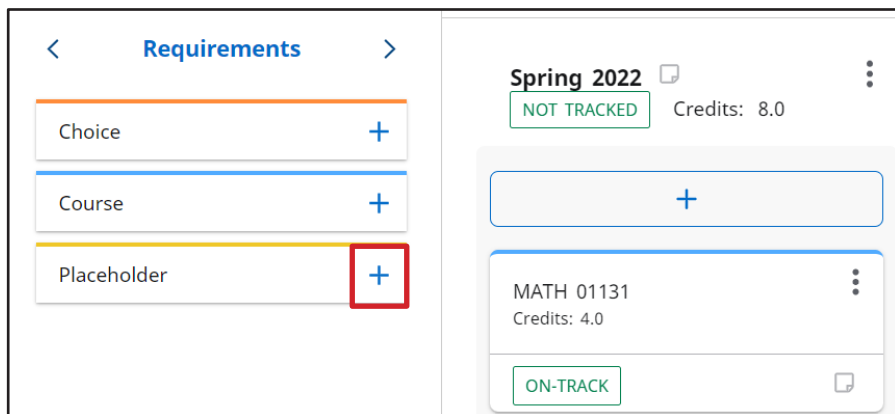 Requirements
Choice
Course
Placeholder
Spring 2022
NOT TRACKED Credits: 8.0
MATH 01131
Credits: 4.0
ON-TRACK